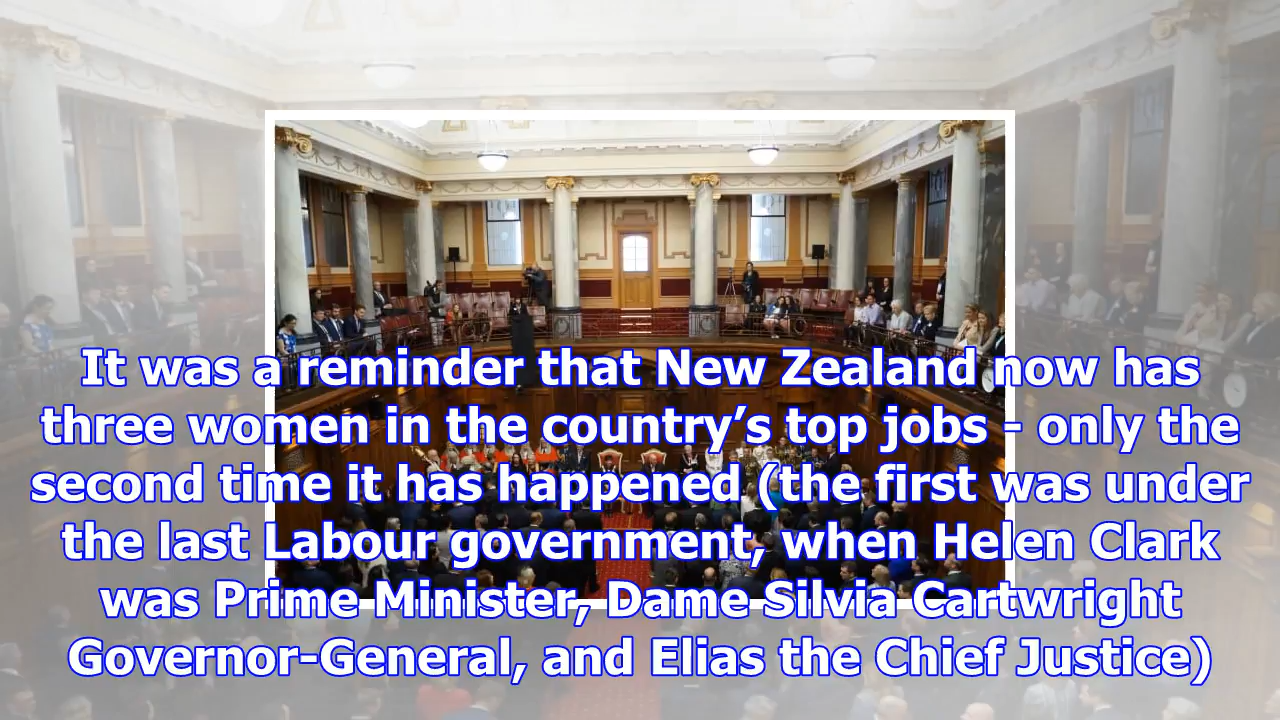 It was a reminder that New Zealand now has
three women in the country’s top jobs - only the
second time it has happened (the first was under
the last Labour government, when Helen Clark
was Prime Minister, Dame Silvia Cartwright
Governor-General, and Elias the Chief Justice)